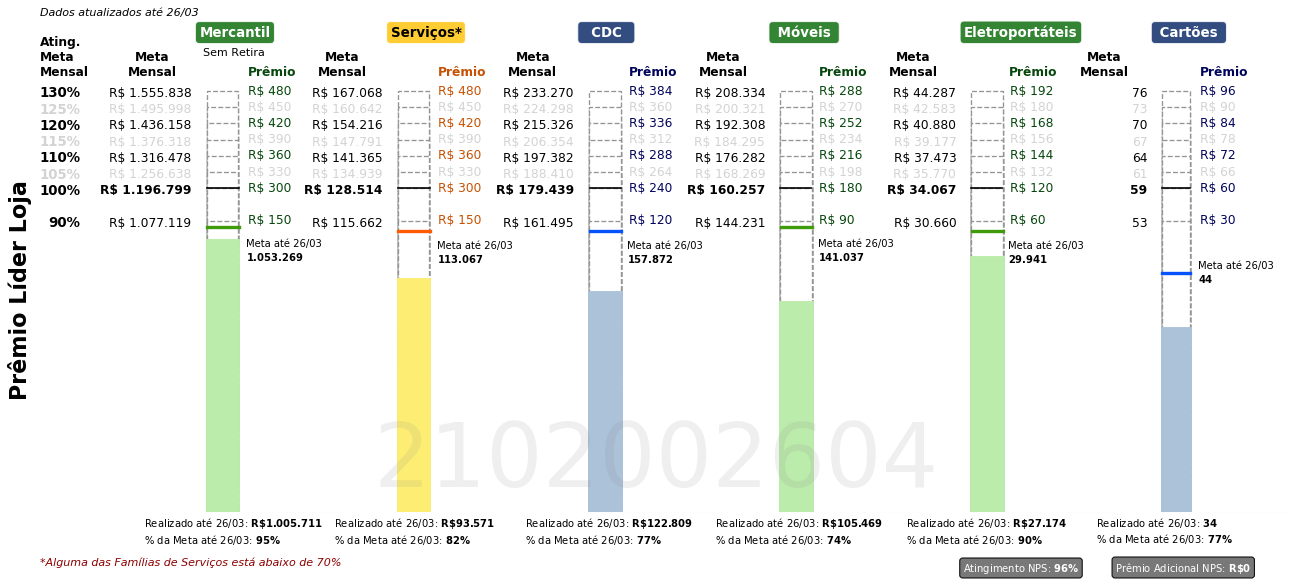 Dados atualizados até 26/03
Mercantil Serviços* CDC Móveis Eletroportáteis Cartões
Sem Retira
Ating. Meta Mensal Meta Mensal Prêmio Meta Mensal Prêmio Meta Mensal Prêmio Meta Mensal Prêmio Meta Mensal Prêmio Meta Mensal Prêmio
130% R$ 1.555.838 R$ 480 R$ 167.068 R$ 480 R$ 233.270 R$ 384 R$ 208.334 R$ 288 R$ 44.287 R$ 192 76 R$ 96
125% R$ 1.495.998 R$ 450 R$ 160.642 R$ 450 R$ 224.298 R$ 360 R$ 200.321 R$ 270 R$ 42.583 R$ 180 73 R$ 90
120% R$ 1.436.158 R$ 420 R$ 154.216 R$ 420 R$ 215.326 R$ 336 R$ 192.308 R$ 252 R$ 40.880 R$ 168 70 R$ 84
115% R$ 1.376.318 R$ 390 R$ 147.791 R$ 390 R$ 206.354 R$ 312 R$ 184.295 R$ 234 R$ 39.177 R$ 156 67 R$ 78
110% R$ 1.316.478 R$ 360 R$ 141.365 R$ 360 R$ 197.382 R$ 288 R$ 176.282 R$ 216 R$ 37.473 R$ 144 64 R$ 72
105% R$ 1.256.638 R$ 330 R$ 134.939 R$ 330 R$ 188.410 R$ 264 R$ 168.269 R$ 198 R$ 35.770 R$ 132 61 R$ 66
100% R$ 1.196.799 R$ 300 R$ 128.514 R$ 300 R$ 179.439 R$ 240 R$ 160.257 R$ 180 R$ 34.067 R$ 120 59 R$ 60
90% R$ 1.077.119 R$ 150 R$ 115.662 R$ 150 R$ 161.495 R$ 120 R$ 144.231 R$ 90 R$ 30.660 R$ 60 53 R$ 30
Meta até 26/03 Meta até 26/03 Meta até 26/03 Meta até 26/03 Meta até 26/03 Meta até 26/03
1.053.269 113.067 157.872 141.037 29.941 44
Prêmio Líder Loja
2102002604
Realizado até 26/03: R$1.005.711 Realizado até 26/03: R$93.571 Realizado até 26/03: R$122.809 Realizado até 26/03: R$105.469 Realizado até 26/03: R$27.174 Realizado até 26/03: 34
% da Meta até 26/03: 95% % da Meta até 26/03: 82% % da Meta até 26/03: 77% % da Meta até 26/03: 74% % da Meta até 26/03: 90% % da Meta até 26/03: 77%
*Alguma das Famílias de Serviços está abaixo de 70%
Atingimento NPS: 96% Prêmio Adicional NPS: R$0